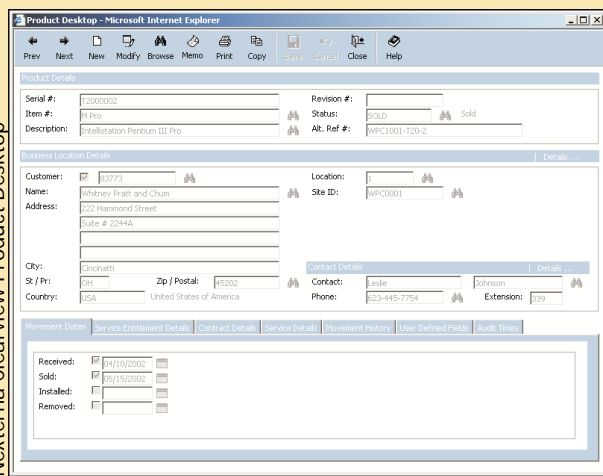 Nexterna Clearview Product Desktop
Product Desktop - Microsoft Internet Explorer
Prev Next New Modify Browse Memo Print Copy Save Cancel Close Help
Product Details
Serial #: T2000002 Revision #:
Item #: M Pro Status: SOLD Sold
Description: Intellistation Pentium III Pro Alt. Ref #: WPC1001-T20-2
Business Location Details | Details ...
Customer: 83773 Location: 1
Name: Whitney Pratt and Chum Site ID: WPC0001
Address: 222 Hammond Street
Suite # 2244A
City: Cincinatti Contact Details | Details ...
St / Pr: OH Zip / Postal: 45202 Contact: Leslie Johnson
Country: USA United States of America Phone: 623-445-7754 Extension: 339
Movement Dates Service Entitlement Details Contract Details Service Details Movement History User Defined Fields Audit Times
Received: 04/10/2002
Sold: 05/15/2002
Installed:
Removed: